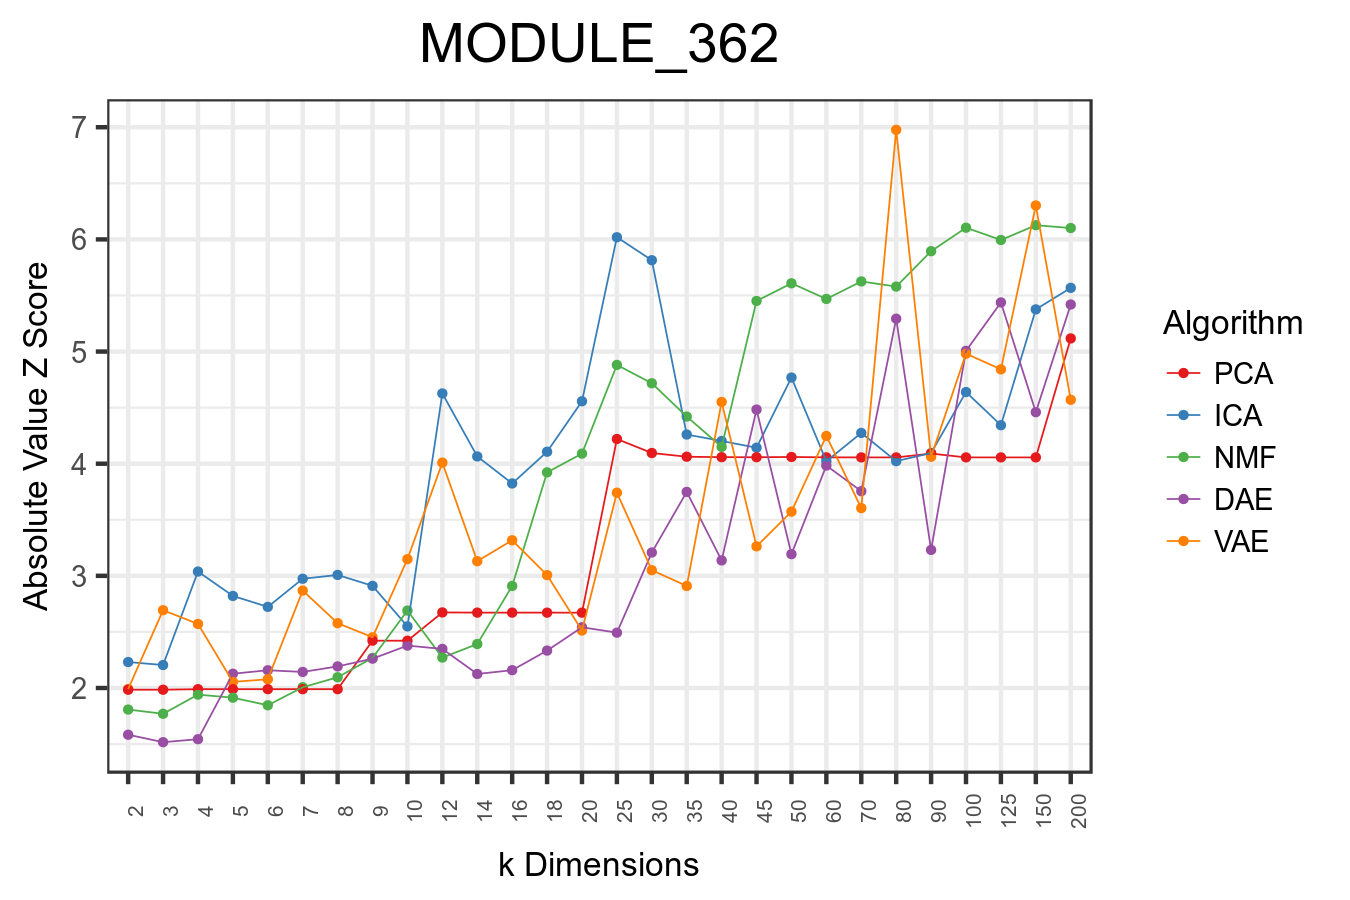 MODULE_362
Absolute Value Z Score
7
6
5
4
3
2
2 3 4 5 6 7 8 9 10 12 14 16 18 20 25 30 35 40 45 50 60 70 80 90 100 125 150 200
k Dimensions
Algorithm
PCA
ICA
NMF
DAE
VAE